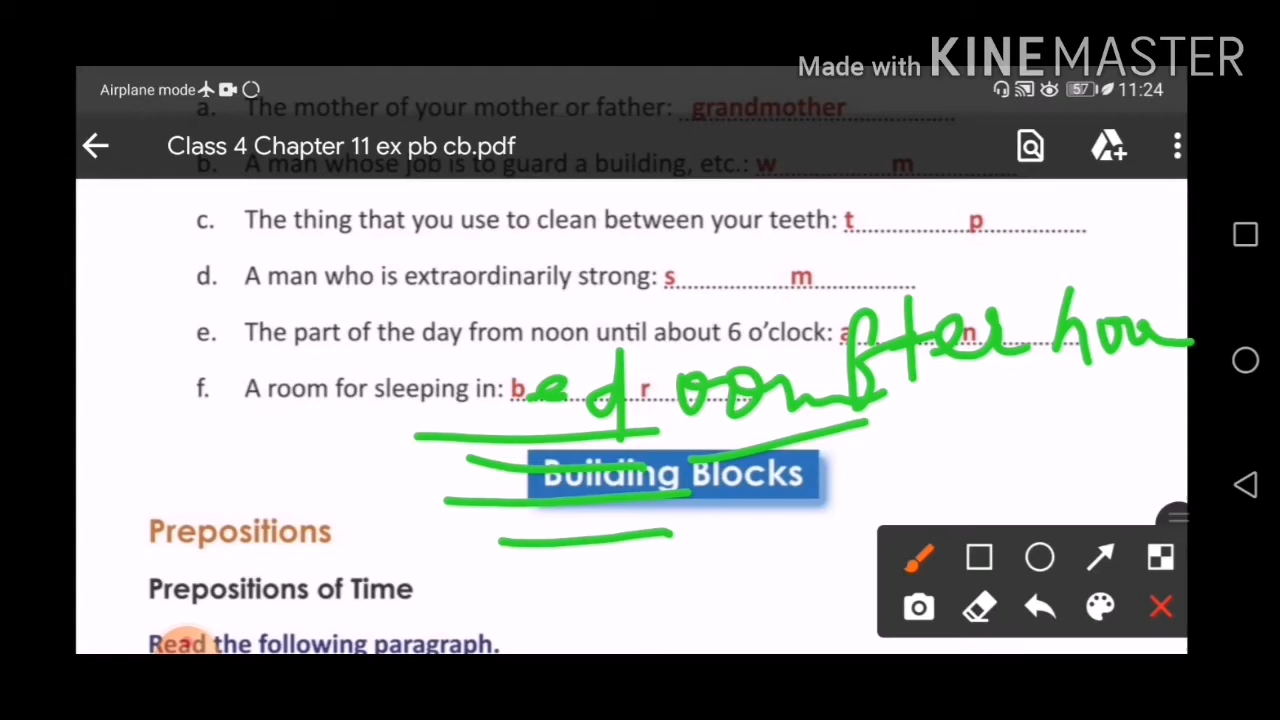 Made with KINEMASTER
Airplane mode 57 11:24
a. The mother of your mother or father: grandmother
Class 4 Chapter 11 ex pb cb.pdf
b. A man whose job is to guard a building, etc.: w m
c. The thing that you use to clean between your teeth: t p
d. A man who is extraordinarily strong: s m
e. The part of the day from noon until about 6 o'clock: after n
f. A room for sleeping in: bed room
Building Blocks
Prepositions
Prepositions of Time
Read the following paragraph.